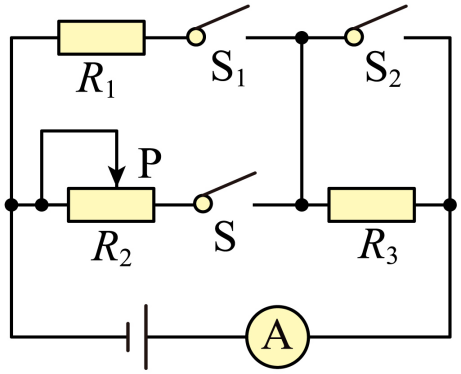 R₁ S₁ S₂
P
R₂ S R₃
A